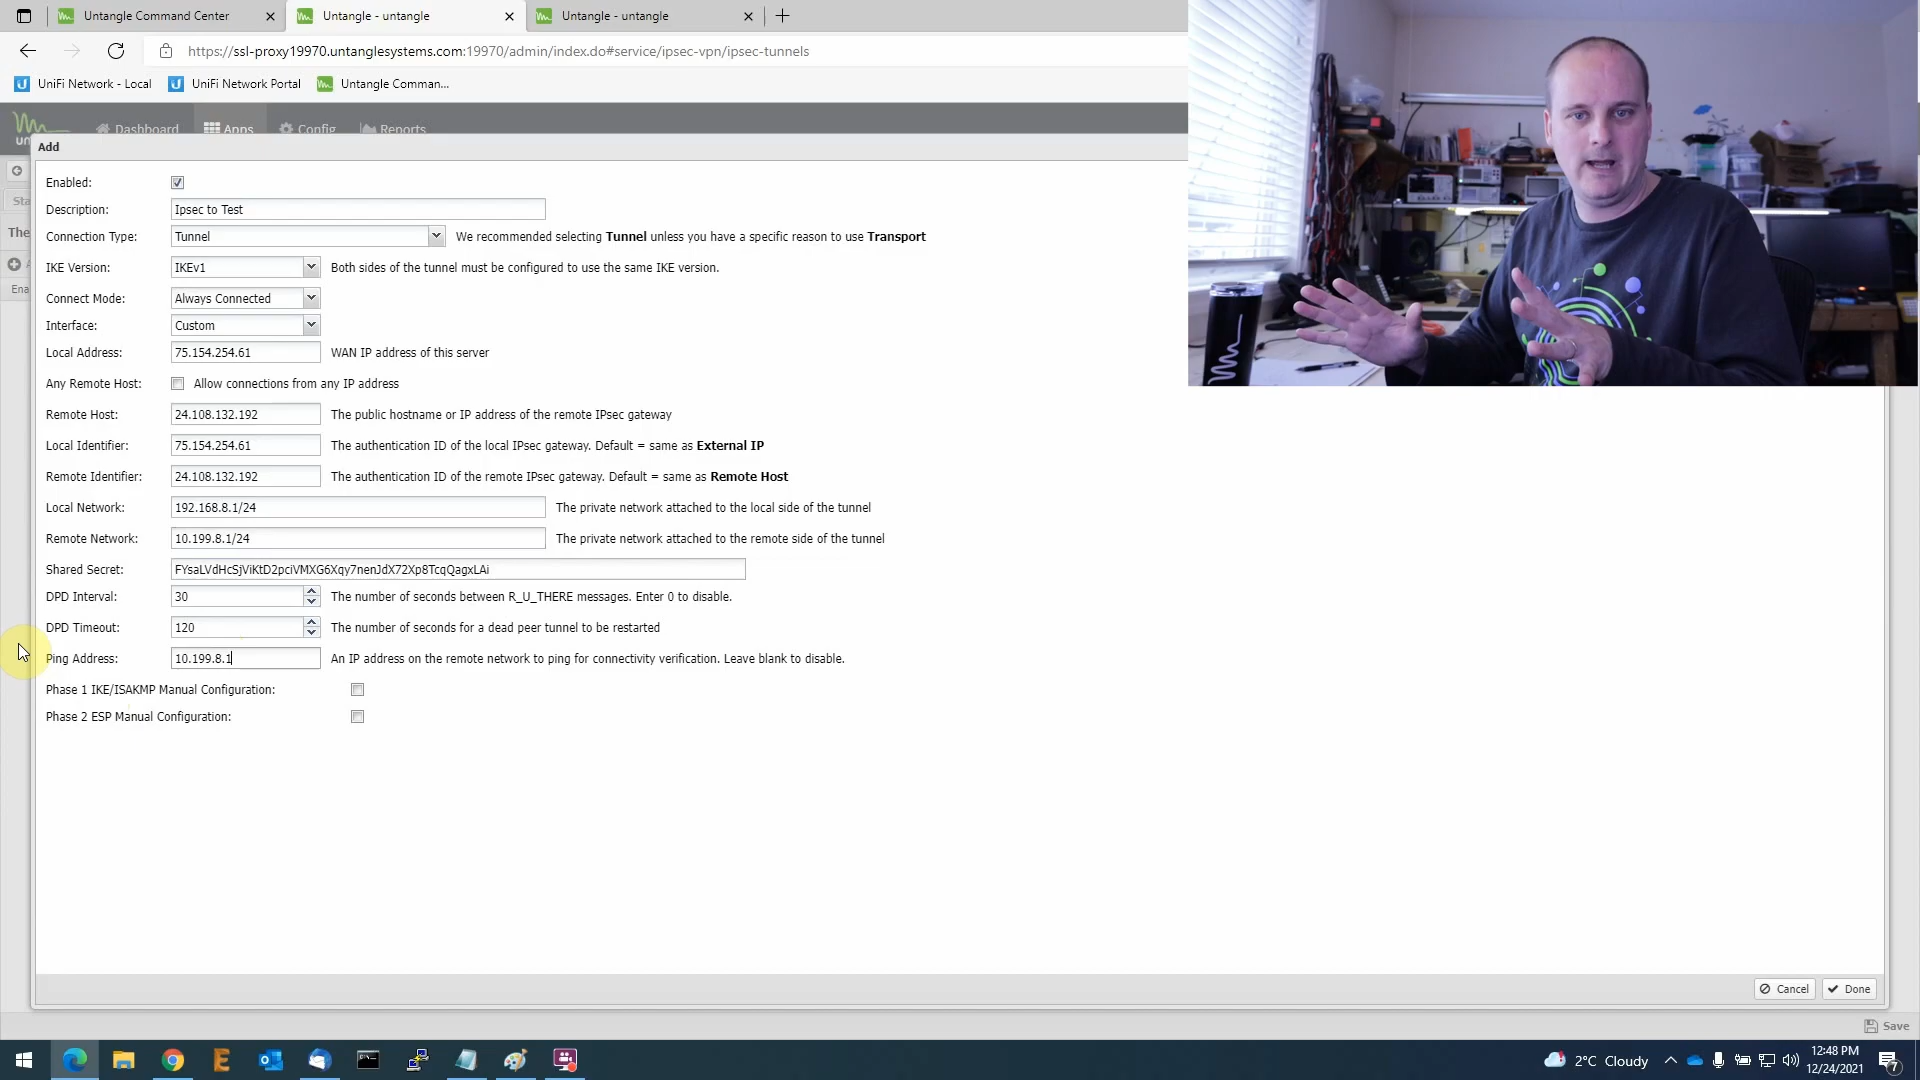 Untangle Command Center
Untangle - untangle
Untangle - untangle
https://ssl-proxy19970.untanglesystems.com:19970/admin/index.do#service/ipsec-vpn/ipsec-tunnels
UniFi Network - Local
UniFi Network Portal
Untangle Comman...
Dashboard
Apps
Config
Reports
Add
Enabled:
Description: Ipsec to Test
Connection Type: Tunnel We recommended selecting Tunnel unless you have a specific reason to use Transport
IKE Version: IKEv1 Both sides of the tunnel must be configured to use the same IKE version.
Connect Mode: Always Connected
Interface: Custom
Local Address: 75.154.254.61 WAN IP address of this server
Any Remote Host: Allow connections from any IP address
Remote Host: 24.108.132.192 The public hostname or IP address of the remote IPsec gateway
Local Identifier: 75.154.254.61 The authentication ID of the local IPsec gateway. Default = same as External IP
Remote Identifier: 24.108.132.192 The authentication ID of the remote IPsec gateway. Default = same as Remote Host
Local Network: 192.168.8.1/24 The private network attached to the local side of the tunnel
Remote Network: 10.199.8.1/24 The private network attached to the remote side of the tunnel
Shared Secret: FYsaLVdHcSjViKtD2pciVMXG6Xqy7nenJdX72Xp8TcqQagxLAi
DPD Interval: 30 The number of seconds between R_U_THERE messages. Enter 0 to disable.
DPD Timeout: 120 The number of seconds for a dead peer tunnel to be restarted
Ping Address: 10.199.8.1 An IP address on the remote network to ping for connectivity verification. Leave blank to disable.
Phase 1 IKE/ISAKMP Manual Configuration:
Phase 2 ESP Manual Configuration:
Sta
The
Ena
Cancel
Done
Save
2°C Cloudy
12:48 PM
12/24/2021
7